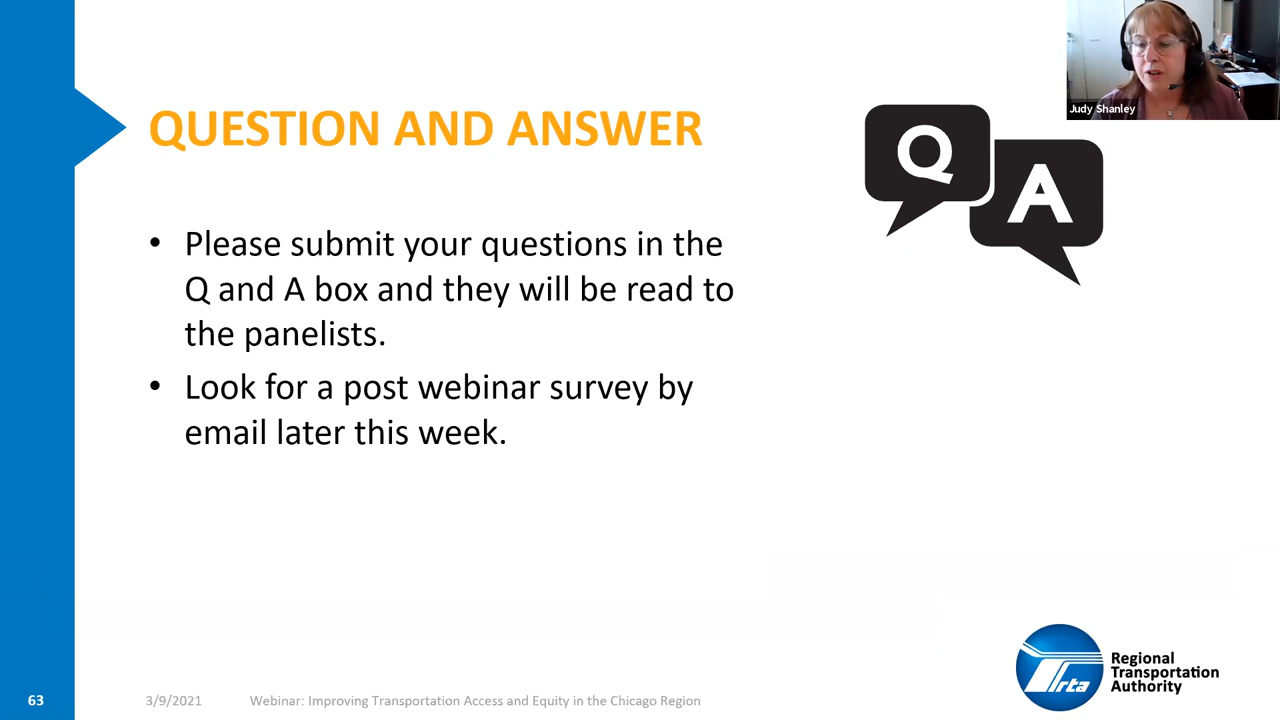 Judy Shanley
QUESTION AND ANSWER
Q
A
• Please submit your questions in the
Q and A box and they will be read to
the panelists.
• Look for a post webinar survey by
email later this week.
rta
Regional
Transportation
Authority
63
3/9/2021
Webinar: Improving Transportation Access and Equity in the Chicago Region